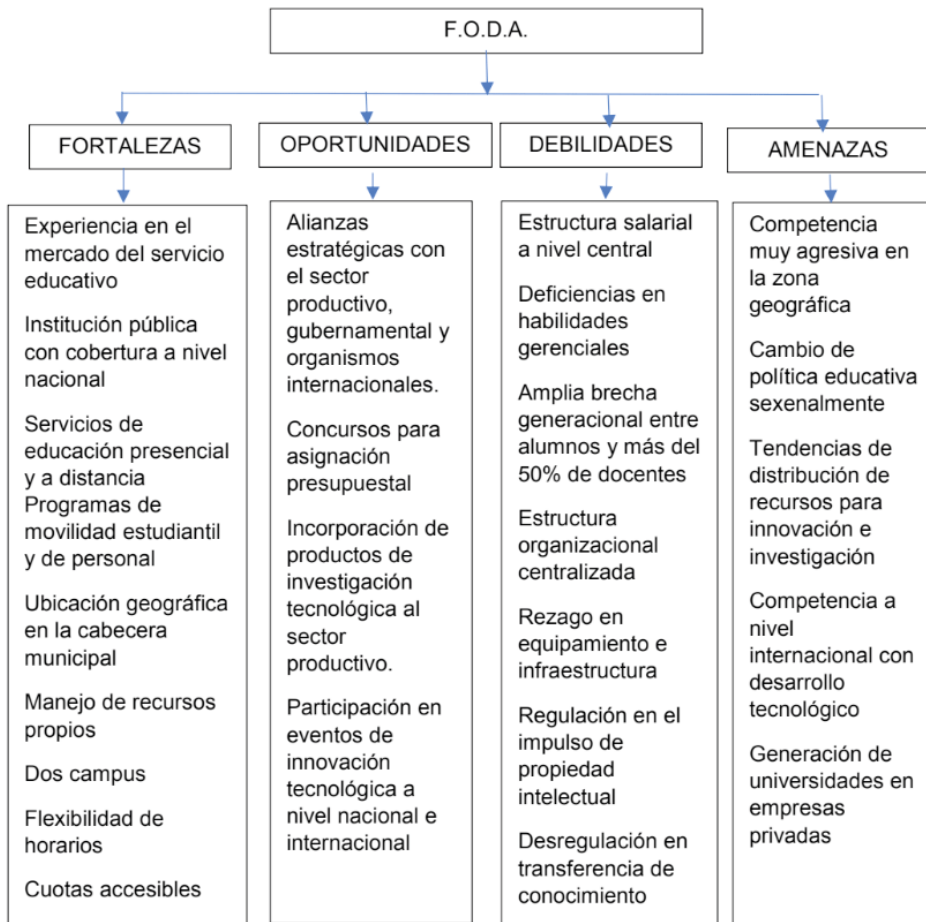 F.O.D.A.
FORTALEZAS
OPORTUNIDADES
DEBILIDADES
AMENAZAS
Experiencia en el
mercado del servicio
educativo
Institución pública
con cobertura a nivel
nacional
Servicios de
educación presencial
y a distancia
Programas de
movilidad estudiantil
y de personal
Ubicación geográfica
en la cabecera
municipal
Manejo de recursos
propios
Dos campus
Flexibilidad de
horarios
Cuotas accesibles
Alianzas
estratégicas con
el sector
productivo,
gubernamental y
organismos
internacionales.
Concursos para
asignación
presupuestal
Incorporación de
productos de
investigación
tecnológica al
sector
productivo.
Participación en
eventos de
innovación
tecnológica a
nivel nacional e
internacional
Estructura salarial
a nivel central
Deficiencias en
habilidades
gerenciales
Amplia brecha
generacional entre
alumnos y más del
50% de docentes
Estructura
organizacional
centralizada
Rezago en
equipamiento e
infraestructura
Regulación en el
impulso de
propiedad
intelectual
Desregulación en
transferencia de
conocimiento
Competencia
muy agresiva en
la zona
geográfica
Cambio de
política educativa
sexenalmente
Tendencias de
distribución de
recursos para
innovación e
investigación
Competencia a
nivel
internacional con
desarrollo
tecnológico
Generación de
universidades en
empresas
privadas